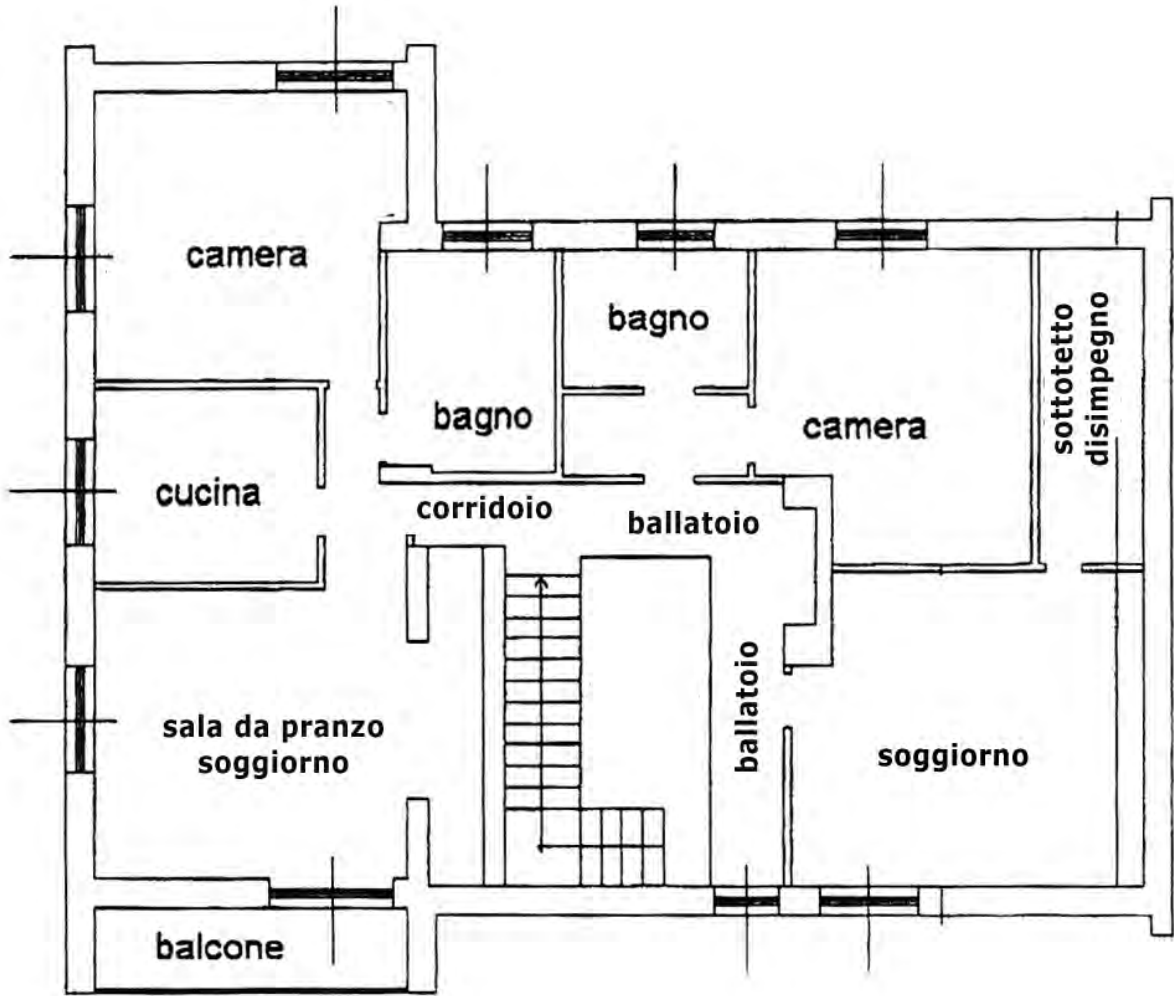 camera
bagno
sottotetto
disimpegno
bagno
camera
cucina
corridoio
ballatoio
ballatoio
sala da pranzo
soggiorno
soggiorno
balcone